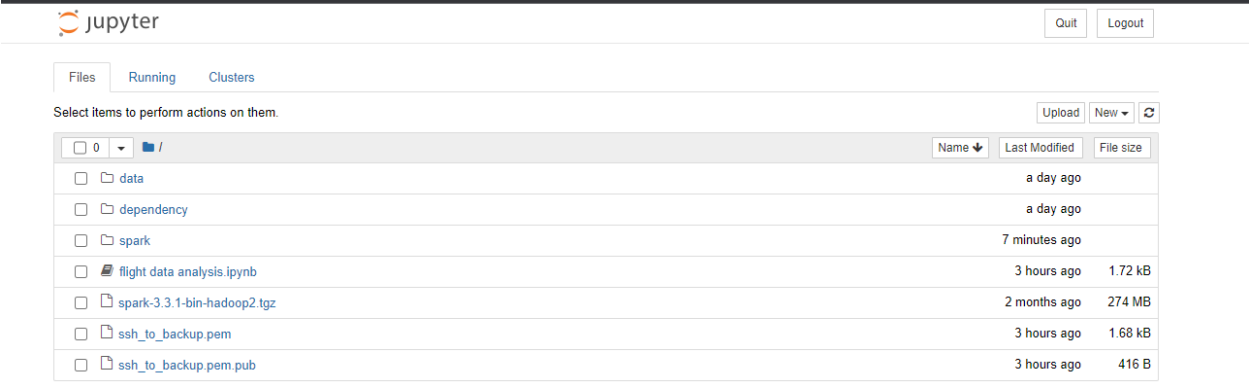 jupyter Quit Logout
Files Running Clusters
Select items to perform actions on them. Upload New
0 / Name Last Modified File size
data a day ago
dependency a day ago
spark 7 minutes ago
flight data analysis.ipynb 3 hours ago 1.72 kB
spark-3.3.1-bin-hadoop2.tgz 2 months ago 274 MB
ssh_to_backup.pem 3 hours ago 1.68 kB
ssh_to_backup.pem.pub 3 hours ago 416 B